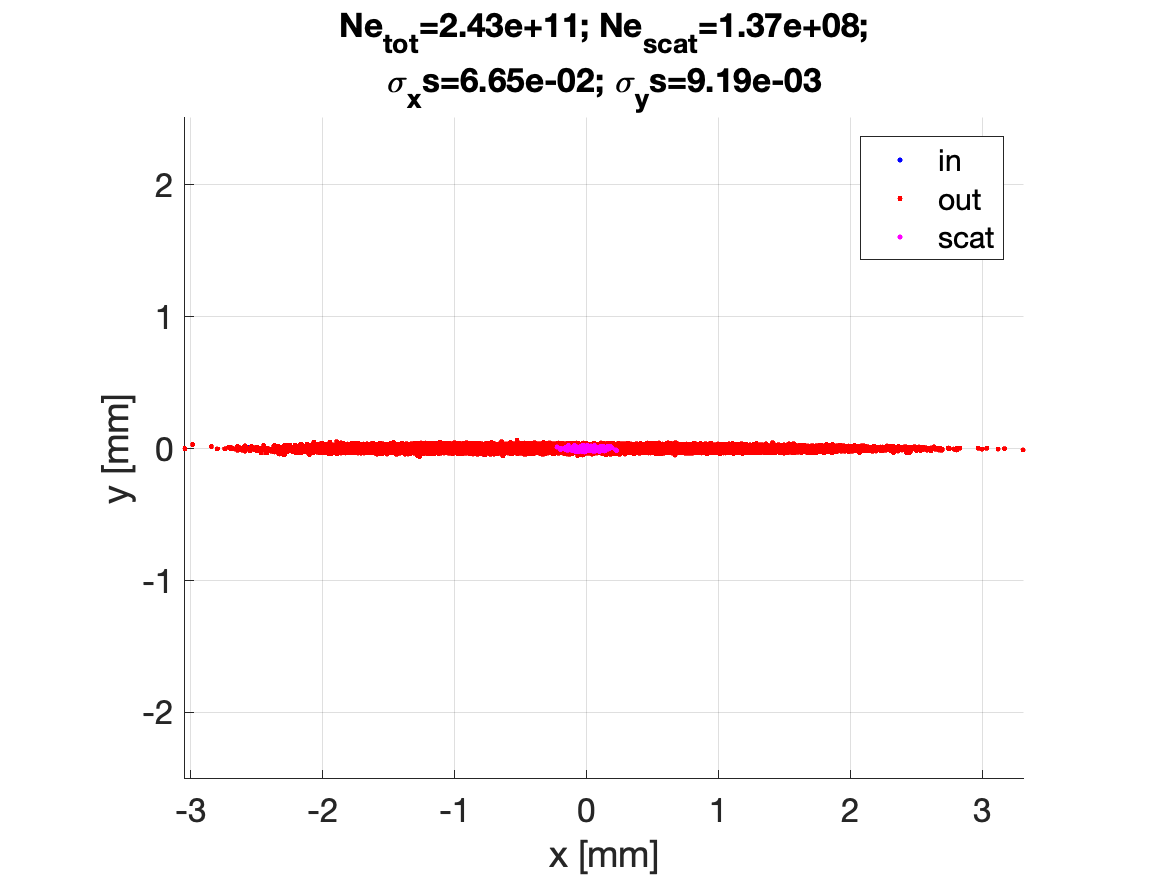 Ne_tot=2.43e+11; Ne_scat=1.37e+08;
σ_xs=6.65e-02; σ_ys=9.19e-03
in
out
scat
2
1
0
-1
-2
y [mm]
-3 -2 -1 0 1 2 3
x [mm]